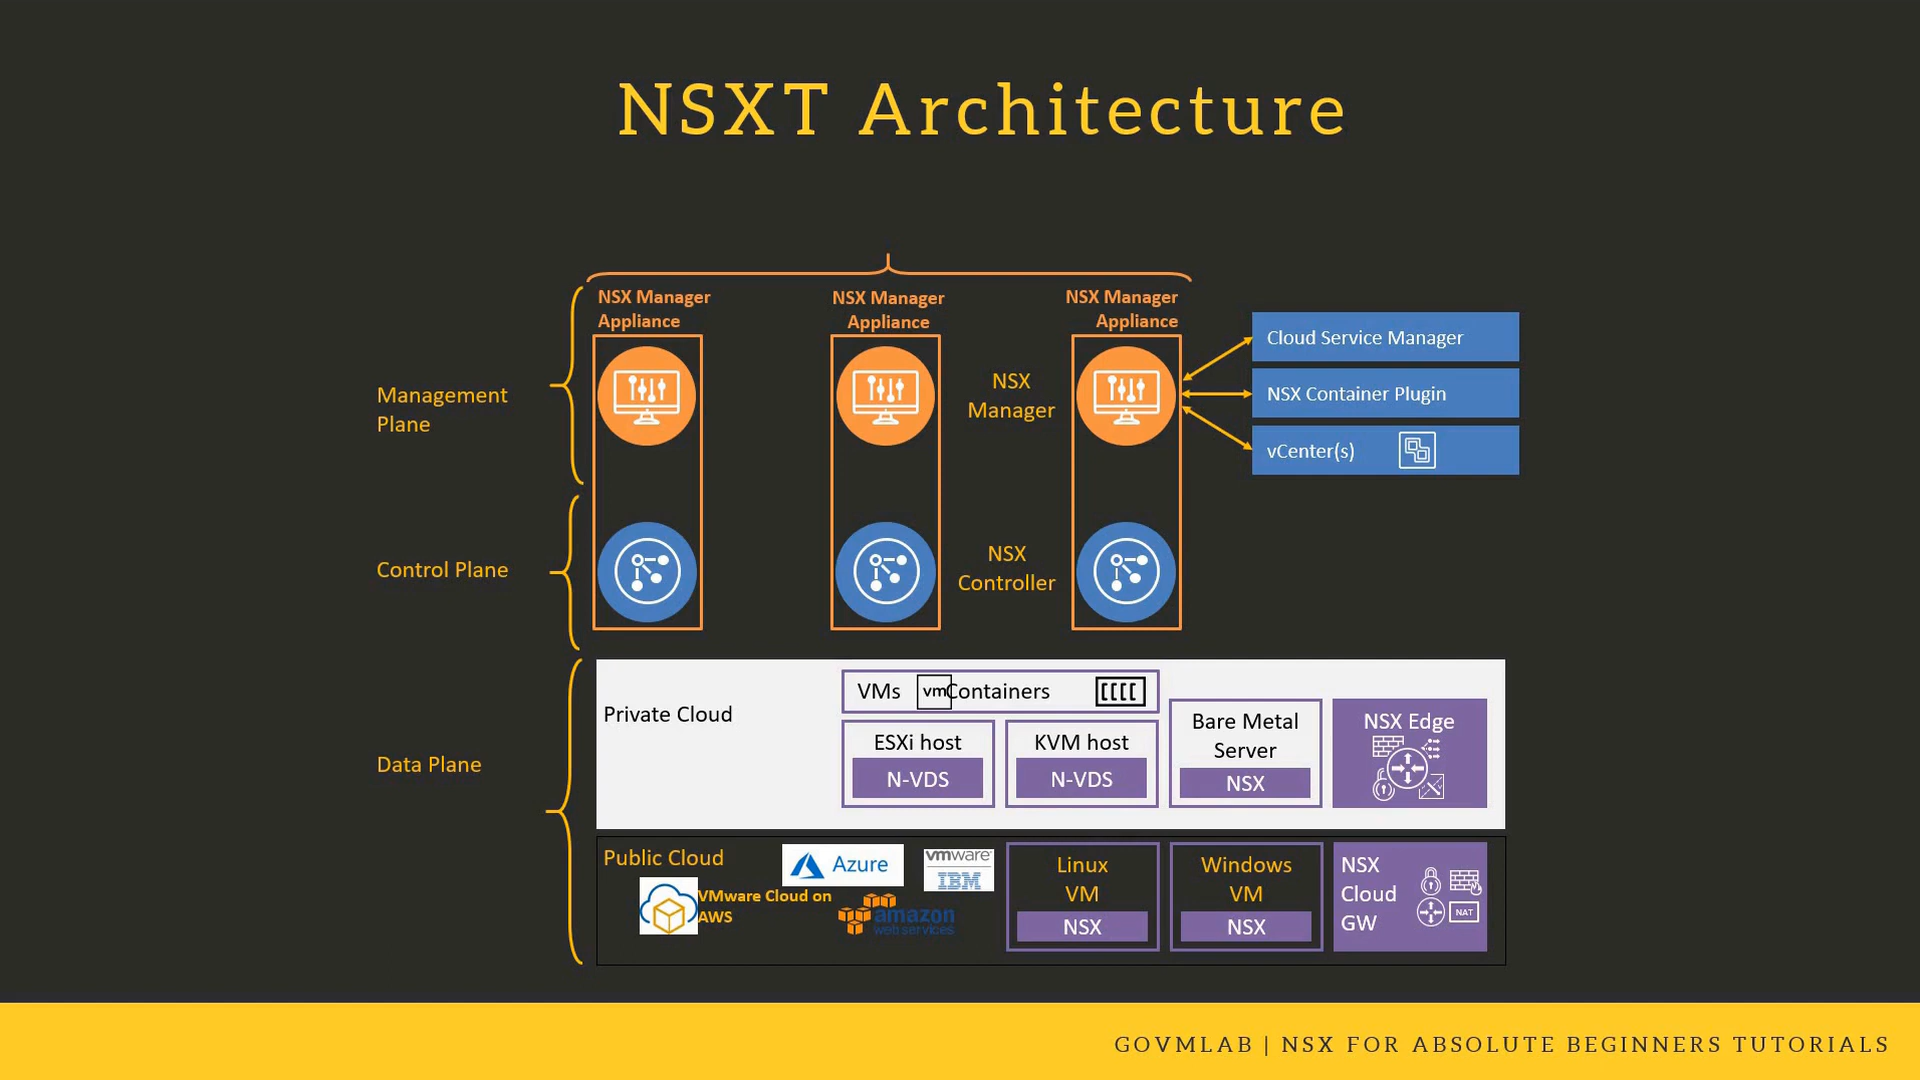 NSXT Architecture
NSX Manager
Appliance
NSX Manager
Appliance
NSX Manager
Appliance
Management
Plane
NSX
Manager
Cloud Service Manager
NSX Container Plugin
vCenter(s)
Control Plane
NSX
Controller
Data Plane
Private Cloud
VMs vm Containers
ESXi host
N-VDS
KVM host
N-VDS
Bare Metal
Server
NSX
NSX Edge
Public Cloud
Azure
vmware
IBM
VMware Cloud on
AWS
amazon
web services
Linux
VM
NSX
Windows
VM
NSX
NSX
Cloud
GW
NAT
GOVMLAB | NSX FOR ABSOLUTE BEGINNERS TUTORIALS